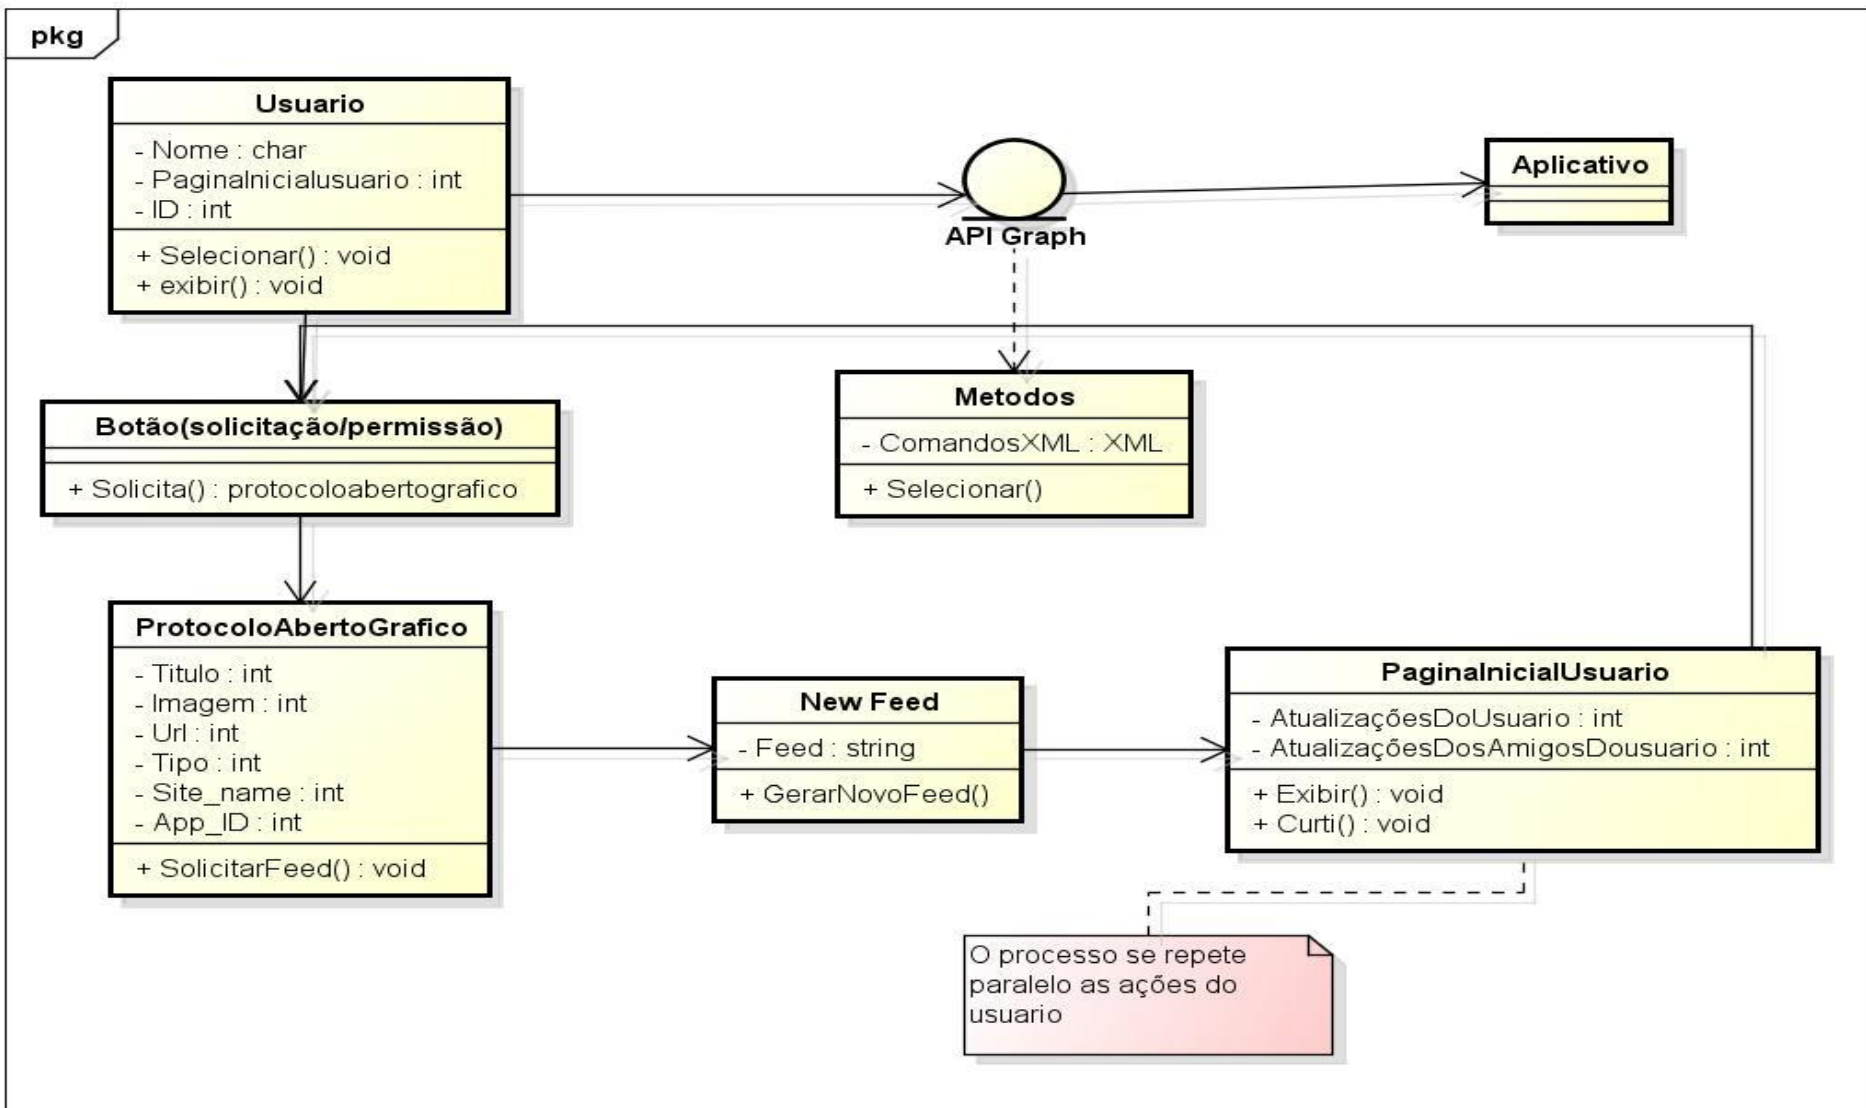 pkg
Usuario
- Nome : char
- PaginaInicialusuario : int
- ID : int
+ Selecionar() : void
+ exibir() : void
API Graph
Aplicativo
Botão(solicitação/permissão)
+ Solicita() : protocoloabertografico
Metodos
- ComandosXML : XML
+ Selecionar()
ProtocoloAbertoGrafico
- Titulo : int
- Imagem : int
- Url : int
- Tipo : int
- Site_name : int
- App_ID : int
+ SolicitarFeed() : void
New Feed
- Feed : string
+ GerarNovoFeed()
PaginaInicialUsuario
- AtualizaçõesDoUsuario : int
- AtualizaçõesDosAmigosDousuario : int
+ Exibir() : void
+ Curti() : void
O processo se repete
paralelo as ações do
usuario